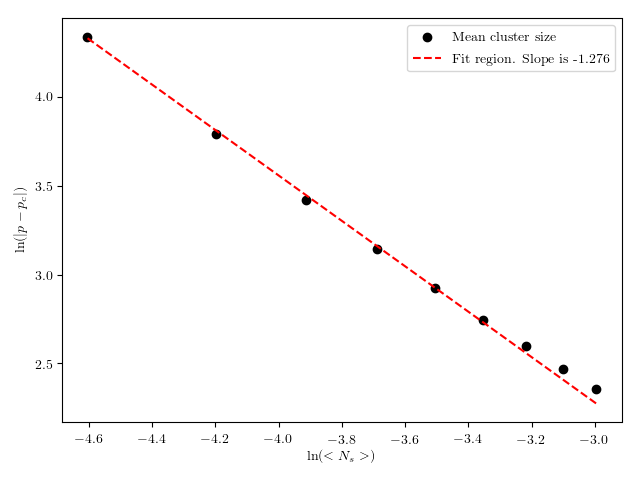 Mean cluster size
Fit region. Slope is -1.276
4.0
3.5
3.0
2.5
ln(|p − p_c|)
−4.6 −4.4 −4.2 −4.0 −3.8 −3.6 −3.4 −3.2 −3.0
ln(< N_s >)